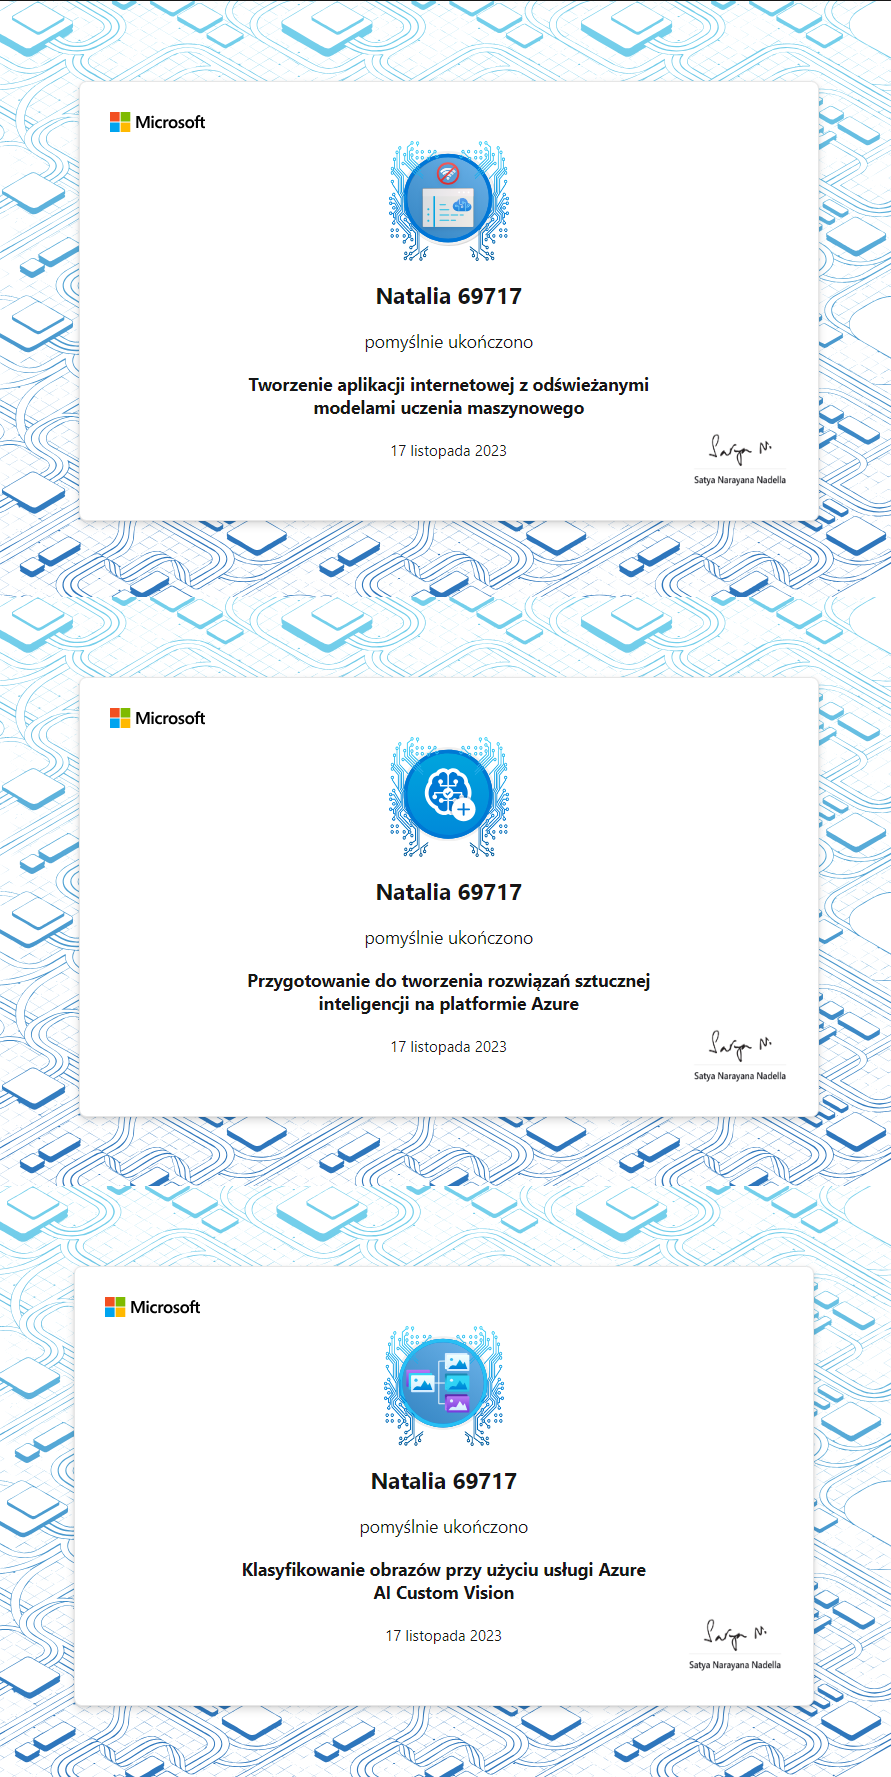 Microsoft
Natalia 69717
pomyślnie ukończono
Tworzenie aplikacji internetowej z odświeżanymi
modelami uczenia maszynowego
17 listopada 2023
Satya N.
Satya Narayana Nadella
Microsoft
Natalia 69717
pomyślnie ukończono
Przygotowanie do tworzenia rozwiązań sztucznej
inteligencji na platformie Azure
17 listopada 2023
Satya N.
Satya Narayana Nadella
Microsoft
Natalia 69717
pomyślnie ukończono
Klasyfikowanie obrazów przy użyciu usługi Azure
AI Custom Vision
17 listopada 2023
Satya N.
Satya Narayana Nadella